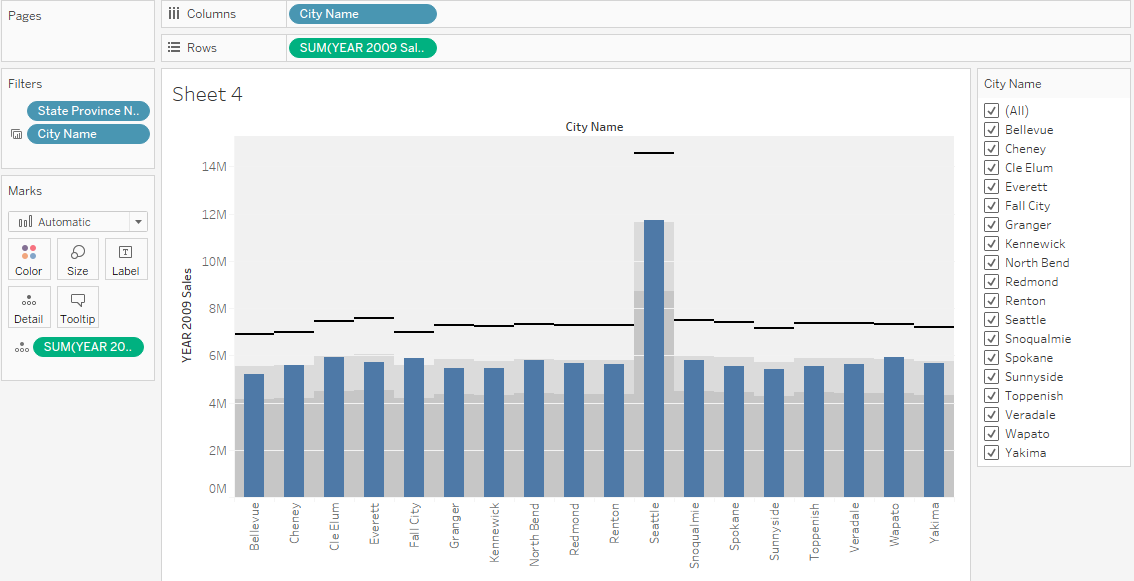 Pages
Columns
City Name
Rows
SUM(YEAR 2009 Sal..
Filters
State Province N..
City Name
Marks
Automatic
Color
Size
Label
Detail
Tooltip
SUM(YEAR 20..
Sheet 4
City Name
YEAR 2009 Sales
14M
12M
10M
8M
6M
4M
2M
0M
Bellevue
Cheney
Cle Elum
Everett
Fall City
Granger
Kennewick
North Bend
Redmond
Renton
Seattle
Snoqualmie
Spokane
Sunnyside
Toppenish
Veradale
Wapato
Yakima
City Name
(All)
Bellevue
Cheney
Cle Elum
Everett
Fall City
Granger
Kennewick
North Bend
Redmond
Renton
Seattle
Snoqualmie
Spokane
Sunnyside
Toppenish
Veradale
Wapato
Yakima